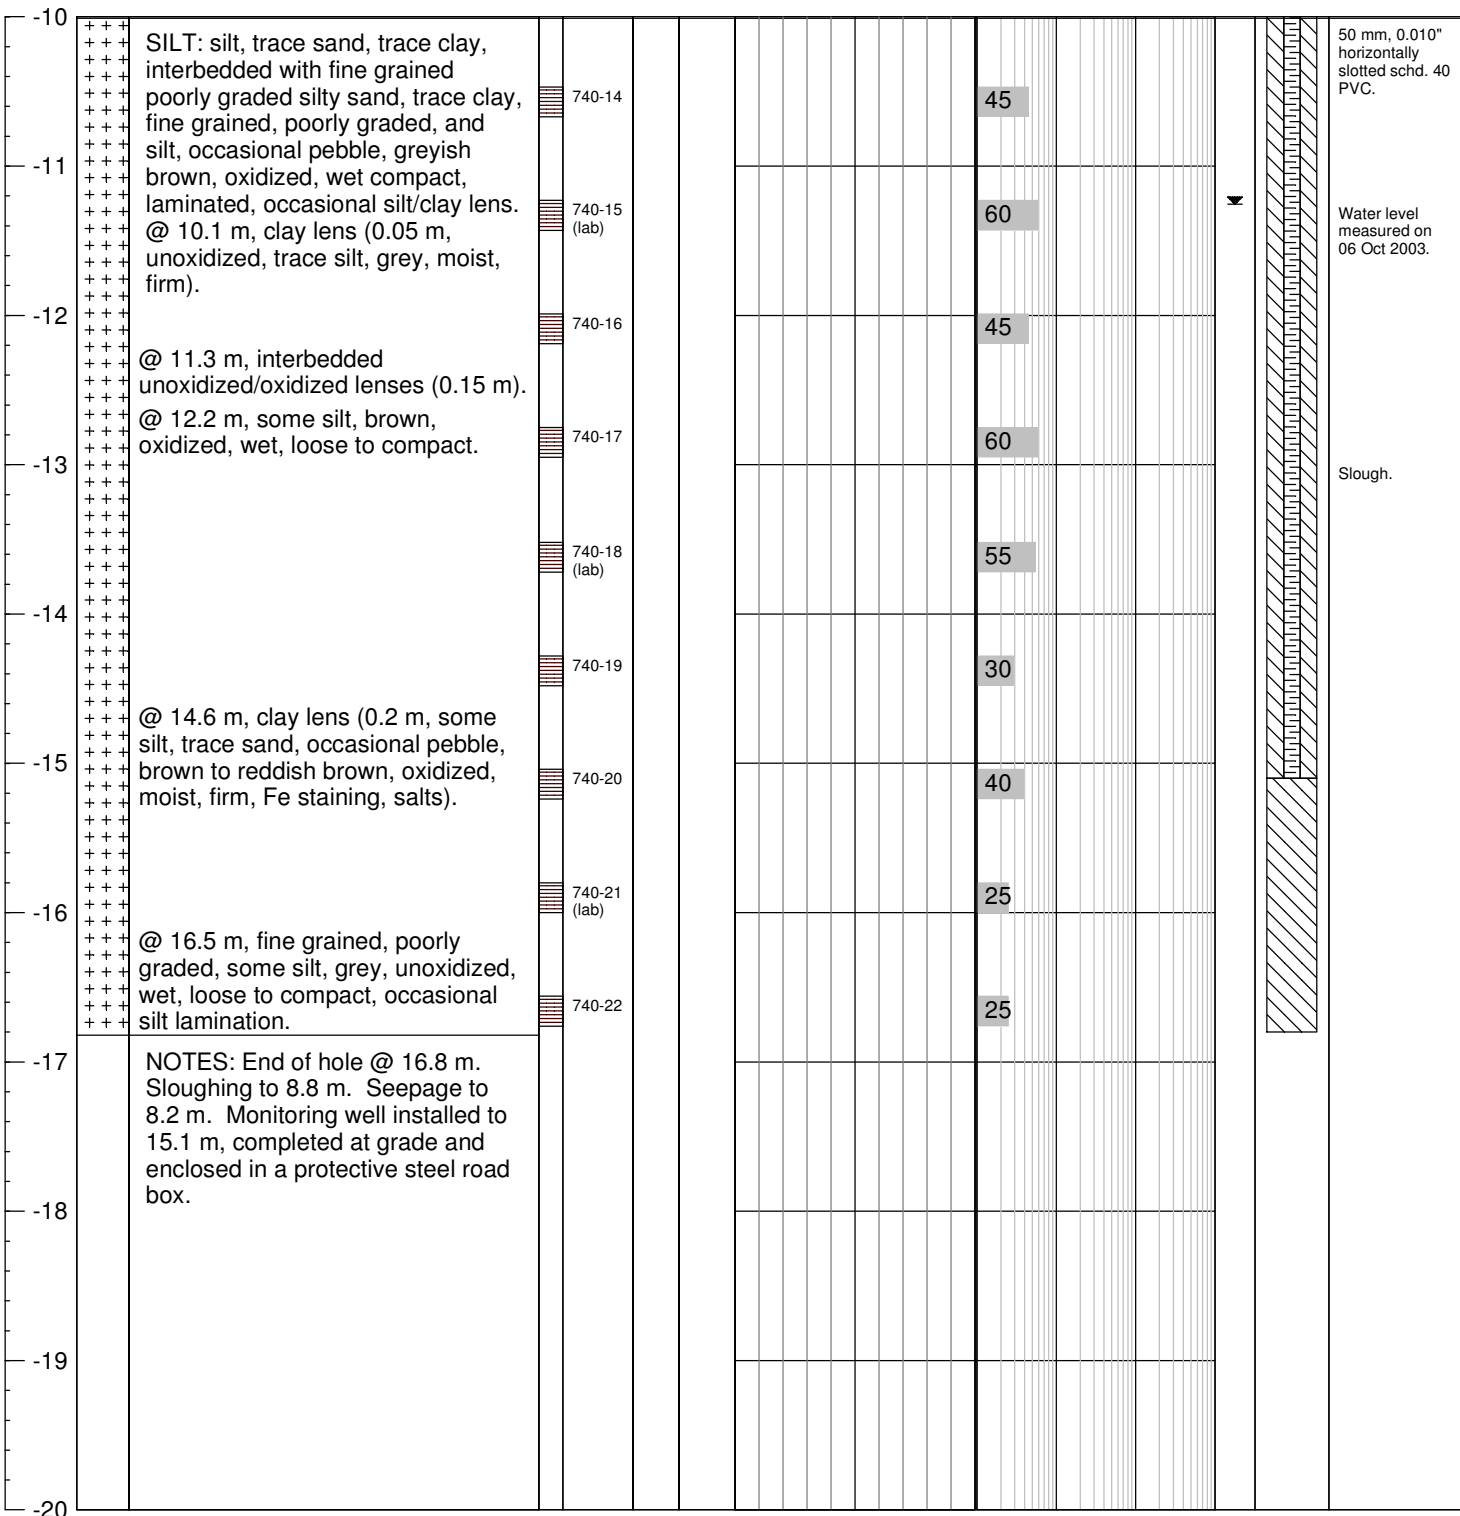 -10
-11
-12
-13
-14
-15
-16
-17
-18
-19
-20
SILT: silt, trace sand, trace clay,
interbedded with fine grained
poorly graded silty sand, trace clay,
fine grained, poorly graded, and
silt, occasional pebble, greyish
brown, oxidized, wet compact,
laminated, occasional silt/clay lens.
@ 10.1 m, clay lens (0.05 m,
unoxidized, trace silt, grey, moist,
firm).
@ 11.3 m, interbedded
unoxidized/oxidized lenses (0.15 m).
@ 12.2 m, some silt, brown,
oxidized, wet, loose to compact.
@ 14.6 m, clay lens (0.2 m, some
silt, trace sand, occasional pebble,
brown to reddish brown, oxidized,
moist, firm, Fe staining, salts).
@ 16.5 m, fine grained, poorly
graded, some silt, grey, unoxidized,
wet, loose to compact, occasional
silt lamination.
NOTES: End of hole @ 16.8 m.
Sloughing to 8.8 m. Seepage to
8.2 m. Monitoring well installed to
15.1 m, completed at grade and
enclosed in a protective steel road
box.
740-14
740-15
(lab)
740-16
740-17
740-18
(lab)
740-19
740-20
740-21
(lab)
740-22
45
60
45
60
55
30
40
25
25
50 mm, 0.010"
horizontally
slotted schd. 40
PVC.
Water level
measured on
06 Oct 2003.
Slough.